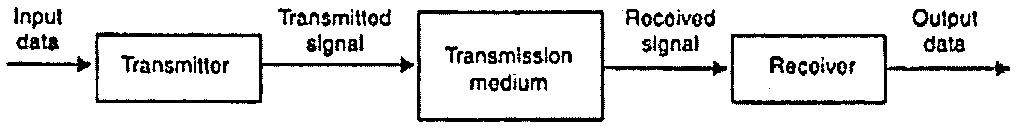 Input
data
Transmitter
Transmitted
signal
Transmission
medium
Received
signal
Receiver
Output
data